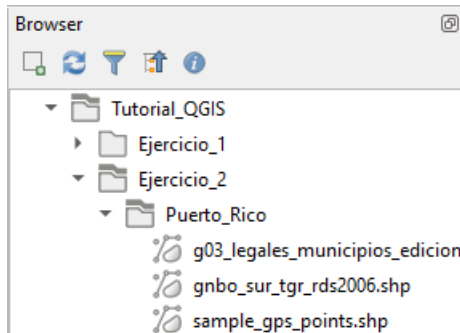 Browser
Tutorial_QGIS
Ejercicio_1
Ejercicio_2
Puerto_Rico
g03_legales_municipios_edicion
gnbo_sur_tgr_rds2006.shp
sample_gps_points.shp